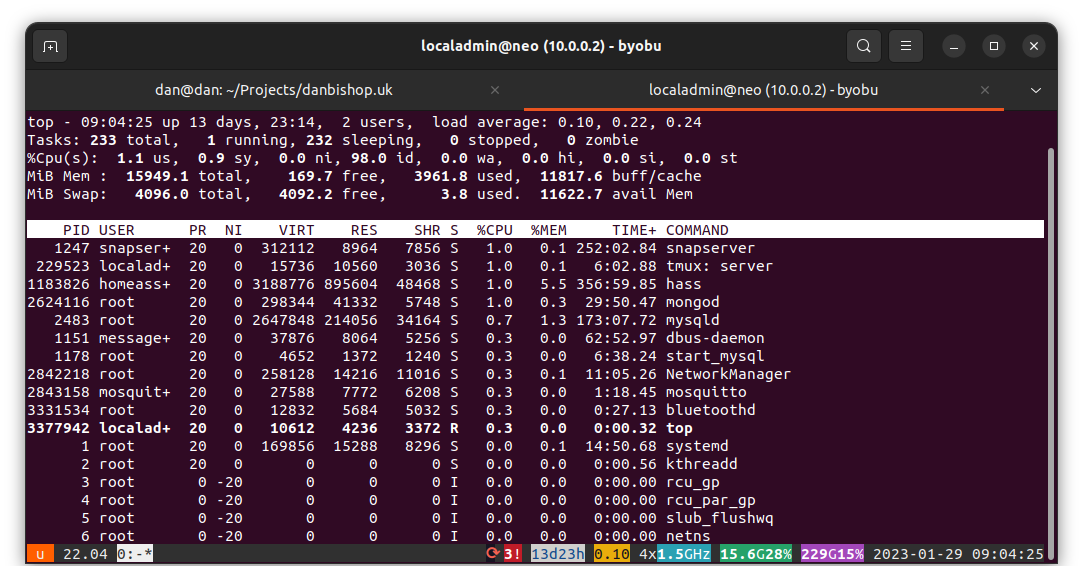 localadmin@neo (10.0.0.2) - byobu
dan@dan: ~/Projects/danbishop.uk × localadmin@neo (10.0.0.2) - byobu ×
top - 09:04:25 up 13 days, 23:14,  2 users,  load average: 0.10, 0.22, 0.24
Tasks: 233 total,   1 running, 232 sleeping,   0 stopped,   0 zombie
%Cpu(s):  1.1 us,  0.9 sy,  0.0 ni, 98.0 id,  0.0 wa,  0.0 hi,  0.0 si,  0.0 st
MiB Mem :  15949.1 total,    169.7 free,   3961.8 used,  11817.6 buff/cache
MiB Swap:   4096.0 total,   4092.2 free,      3.8 used.  11622.7 avail Mem
    PID USER      PR  NI    VIRT    RES    SHR S  %CPU  %MEM     TIME+ COMMAND
   1247 snapser+  20   0  312112   8964   7856 S   1.0   0.1 252:02.84 snapserver
 229523 localad+  20   0   15736  10560   3036 S   1.0   0.1   6:02.88 tmux: server
1183826 homeass+  20   0 3188776 895604  48468 S   1.0   5.5 356:59.85 hass
2624116 root      20   0  298344  41332   5748 S   1.0   0.3  29:50.47 mongod
   2483 root      20   0 2647848 214056  34164 S   0.7   1.3 173:07.72 mysqld
   1151 message+  20   0   37876   8064   5256 S   0.3   0.0  62:52.97 dbus-daemon
   1178 root      20   0    4652   1372   1240 S   0.3   0.0   6:38.24 start_mysql
2842218 root      20   0  258128  14216  11016 S   0.3   0.1  11:05.26 NetworkManager
2843158 mosquit+  20   0   27588   7772   6208 S   0.3   0.0   1:18.45 mosquitto
3331534 root      20   0   12832   5684   5032 S   0.3   0.0   0:27.13 bluetoothd
3377942 localad+  20   0   10612   4236   3372 R   0.3   0.0   0:00.32 top
      1 root      20   0  169856  15288   8296 S   0.0   0.1  14:50.68 systemd
      2 root      20   0       0      0      0 S   0.0   0.0   0:00.56 kthreadd
      3 root       0 -20       0      0      0 I   0.0   0.0   0:00.00 rcu_gp
      4 root       0 -20       0      0      0 I   0.0   0.0   0:00.00 rcu_par_gp
      5 root       0 -20       0      0      0 I   0.0   0.0   0:00.00 slub_flushwq
      6 root       0 -20       0      0      0 I   0.0   0.0   0:00.00 netns
u 22.04 0:-* ⟳ 3! 13d23h 0.10 4x1.5GHz 15.6G28% 229G15% 2023-01-29 09:04:25